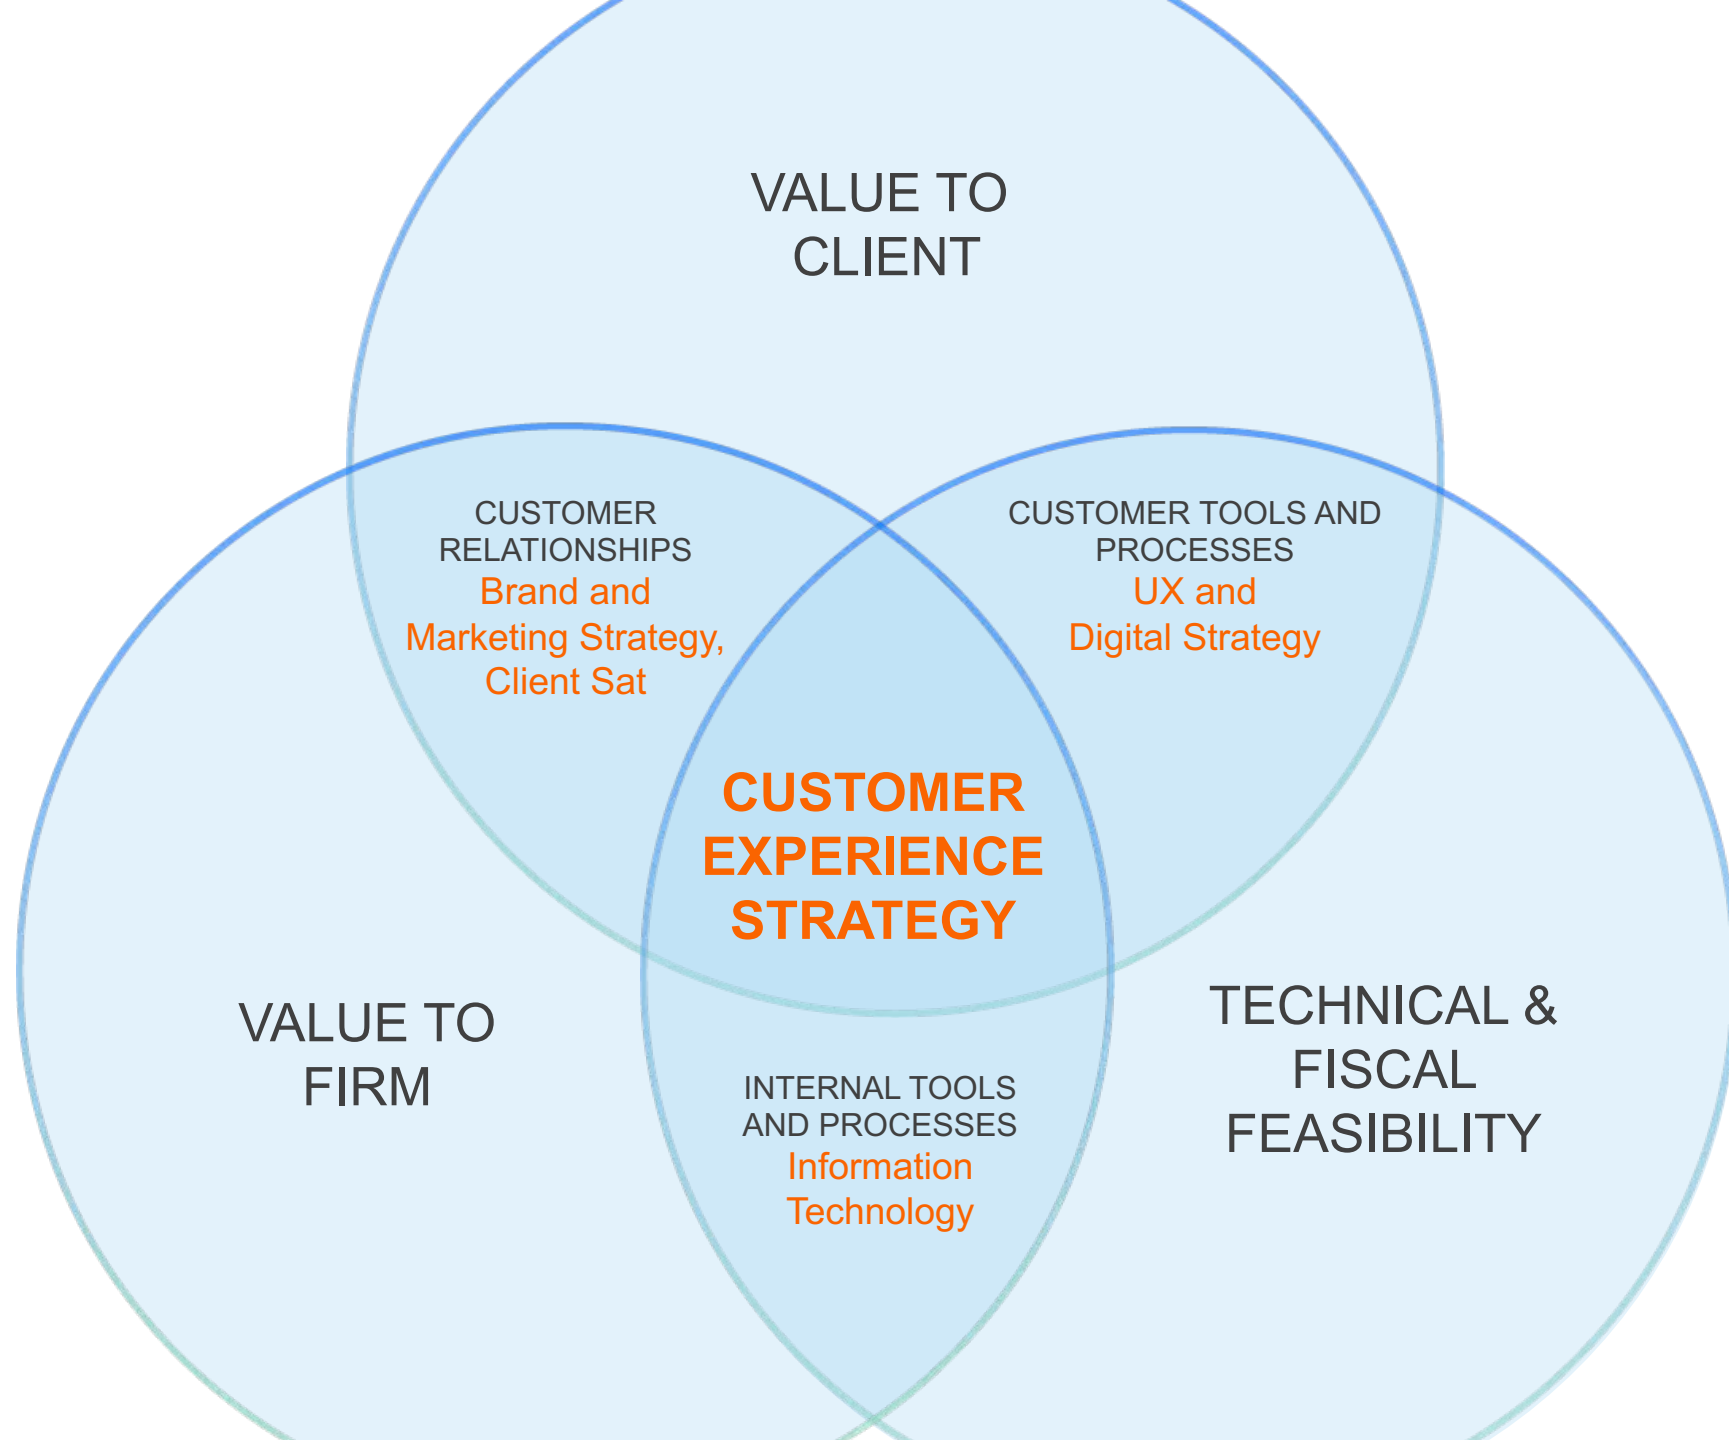 VALUE TO
CLIENT
CUSTOMER
RELATIONSHIPS
Brand and
Marketing Strategy,
Client Sat
CUSTOMER TOOLS AND
PROCESSES
UX and
Digital Strategy
CUSTOMER
EXPERIENCE
STRATEGY
VALUE TO
FIRM
TECHNICAL &
FISCAL
FEASIBILITY
INTERNAL TOOLS
AND PROCESSES
Information
Technology